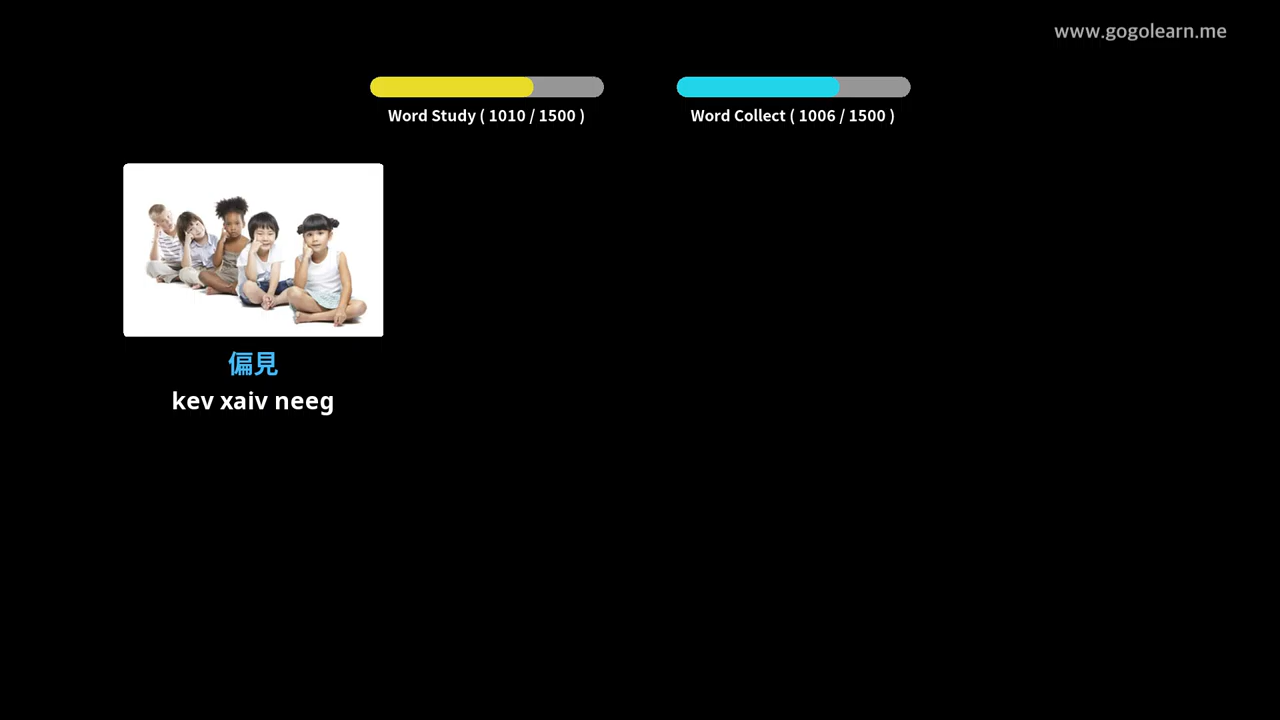 www.gogolearn.me
Word Study ( 1010 / 1500 )
Word Collect ( 1006 / 1500 )
偏見
kev xaiv neeg